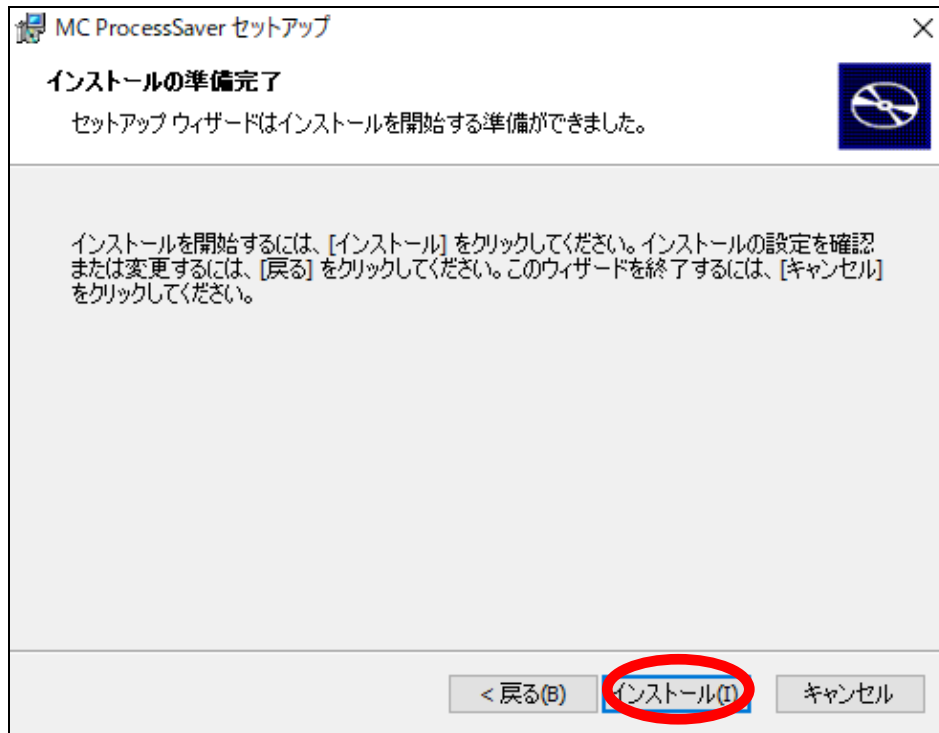 MC ProcessSaver セットアップ
インストールの準備完了
セットアップ ウィザードはインストールを開始する準備ができました。
インストールを開始するには、[インストール] をクリックしてください。インストールの設定を確認
または変更するには、[戻る] をクリックしてください。このウィザードを終了するには、[キャンセル]
をクリックしてください。
< 戻る(B) インストール(I) キャンセル